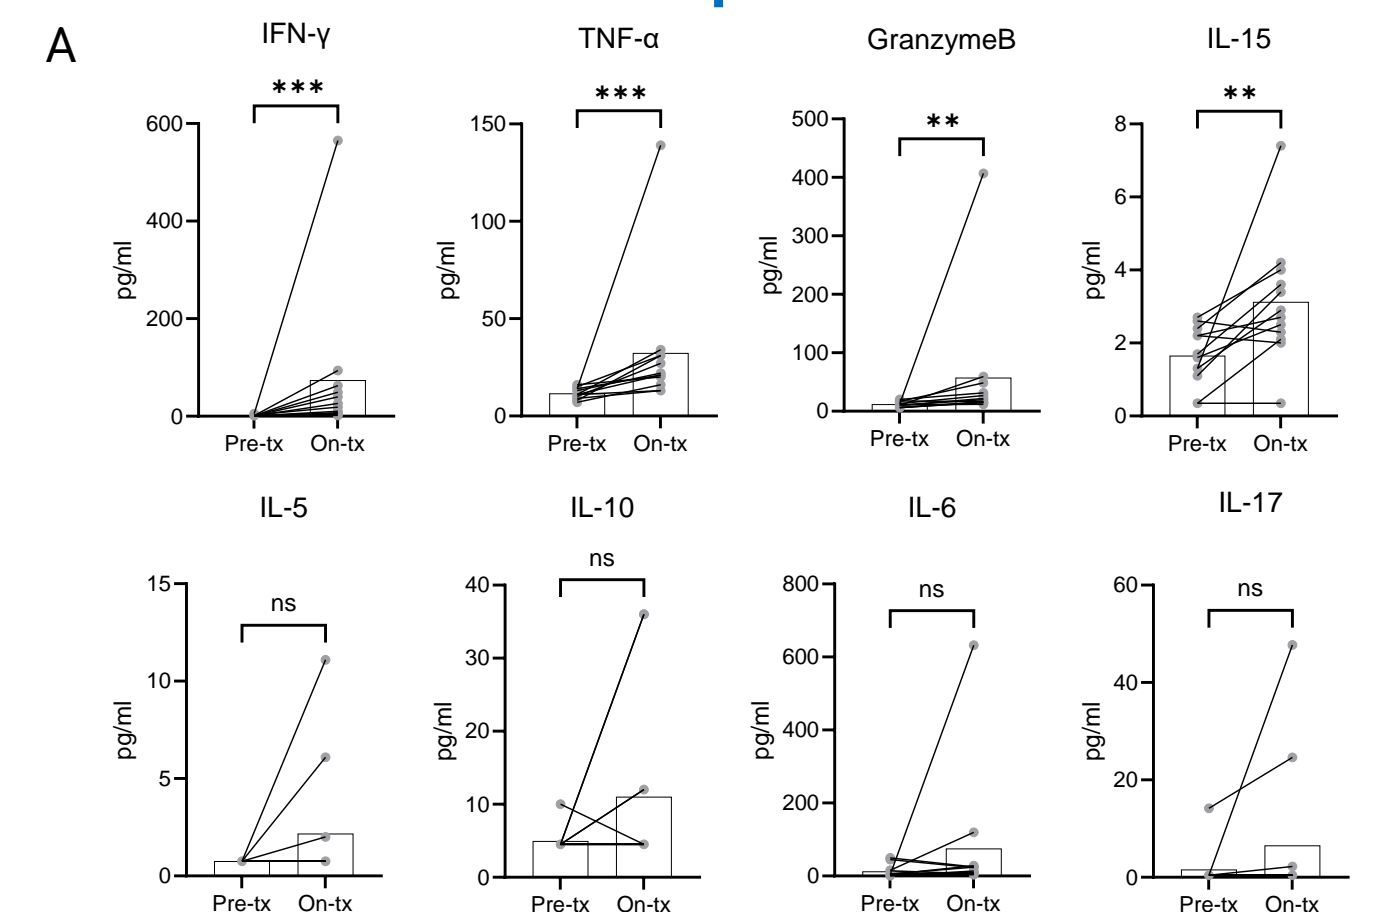 A
IFN-γ
TNF-α
GranzymeB
IL-15
***
***
**
**
600
400
200
0
pg/ml
Pre-tx
On-tx
150
100
50
0
pg/ml
Pre-tx
On-tx
500
400
300
200
100
0
pg/ml
Pre-tx
On-tx
8
6
4
2
0
pg/ml
Pre-tx
On-tx
IL-5
IL-10
IL-6
IL-17
ns
ns
ns
ns
15
10
5
0
pg/ml
Pre-tx
On-tx
40
30
20
10
0
pg/ml
Pre-tx
On-tx
800
600
400
200
0
pg/ml
Pre-tx
On-tx
60
40
20
0
pg/ml
Pre-tx
On-tx